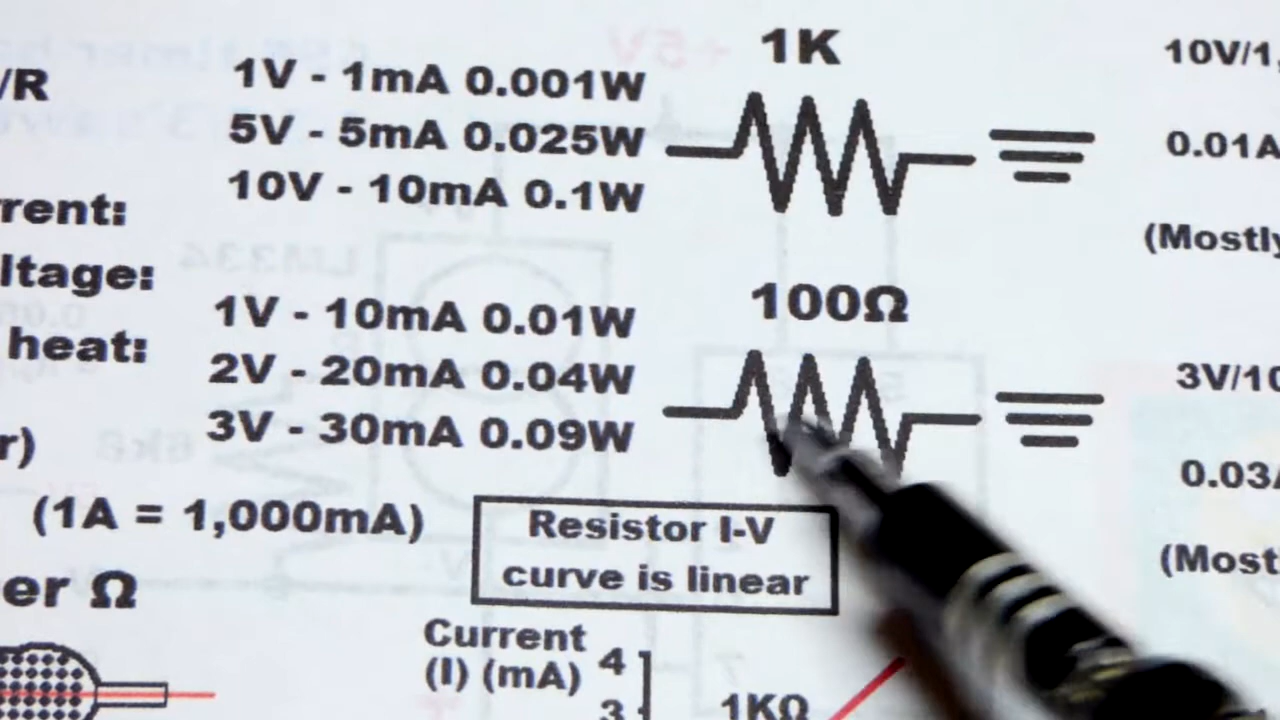 /R
1V - 1mA 0.001W
5V - 5mA 0.025W
10V - 10mA 0.1W
1K
10V/1,
0.01A
(Mostly
rrent:
ltage:
heat:
1V - 10mA 0.01W
2V - 20mA 0.04W
3V - 30mA 0.09W
100Ω
3V/10
0.03A
(Most
r)
(1A = 1,000mA)
er Ω
Resistor I-V
curve is linear
Current
(I) (mA)
4
3
1KΩ